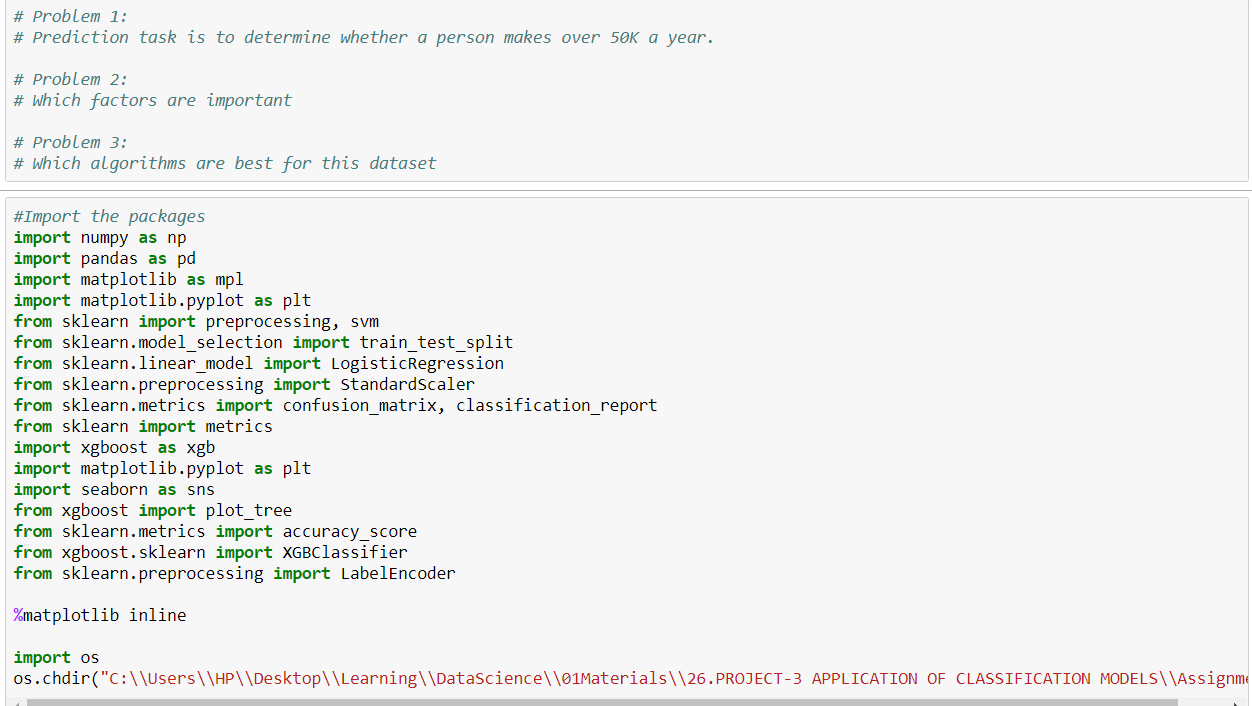 # Problem 1:
# Prediction task is to determine whether a person makes over 50K a year.
# Problem 2:
# Which factors are important
# Problem 3:
# Which algorithms are best for this dataset
#Import the packages
import numpy as np
import pandas as pd
import matplotlib as mpl
import matplotlib.pyplot as plt
from sklearn import preprocessing, svm
from sklearn.model_selection import train_test_split
from sklearn.linear_model import LogisticRegression
from sklearn.preprocessing import StandardScaler
from sklearn.metrics import confusion_matrix, classification_report
from sklearn import metrics
import xgboost as xgb
import matplotlib.pyplot as plt
import seaborn as sns
from xgboost import plot_tree
from sklearn.metrics import accuracy_score
from xgboost.sklearn import XGBClassifier
from sklearn.preprocessing import LabelEncoder
%matplotlib inline
import os
os.chdir("C:\\Users\\HP\\Desktop\\Learning\\DataScience\\01Materials\\26.PROJECT-3 APPLICATION OF CLASSIFICATION MODELS\\Assignme